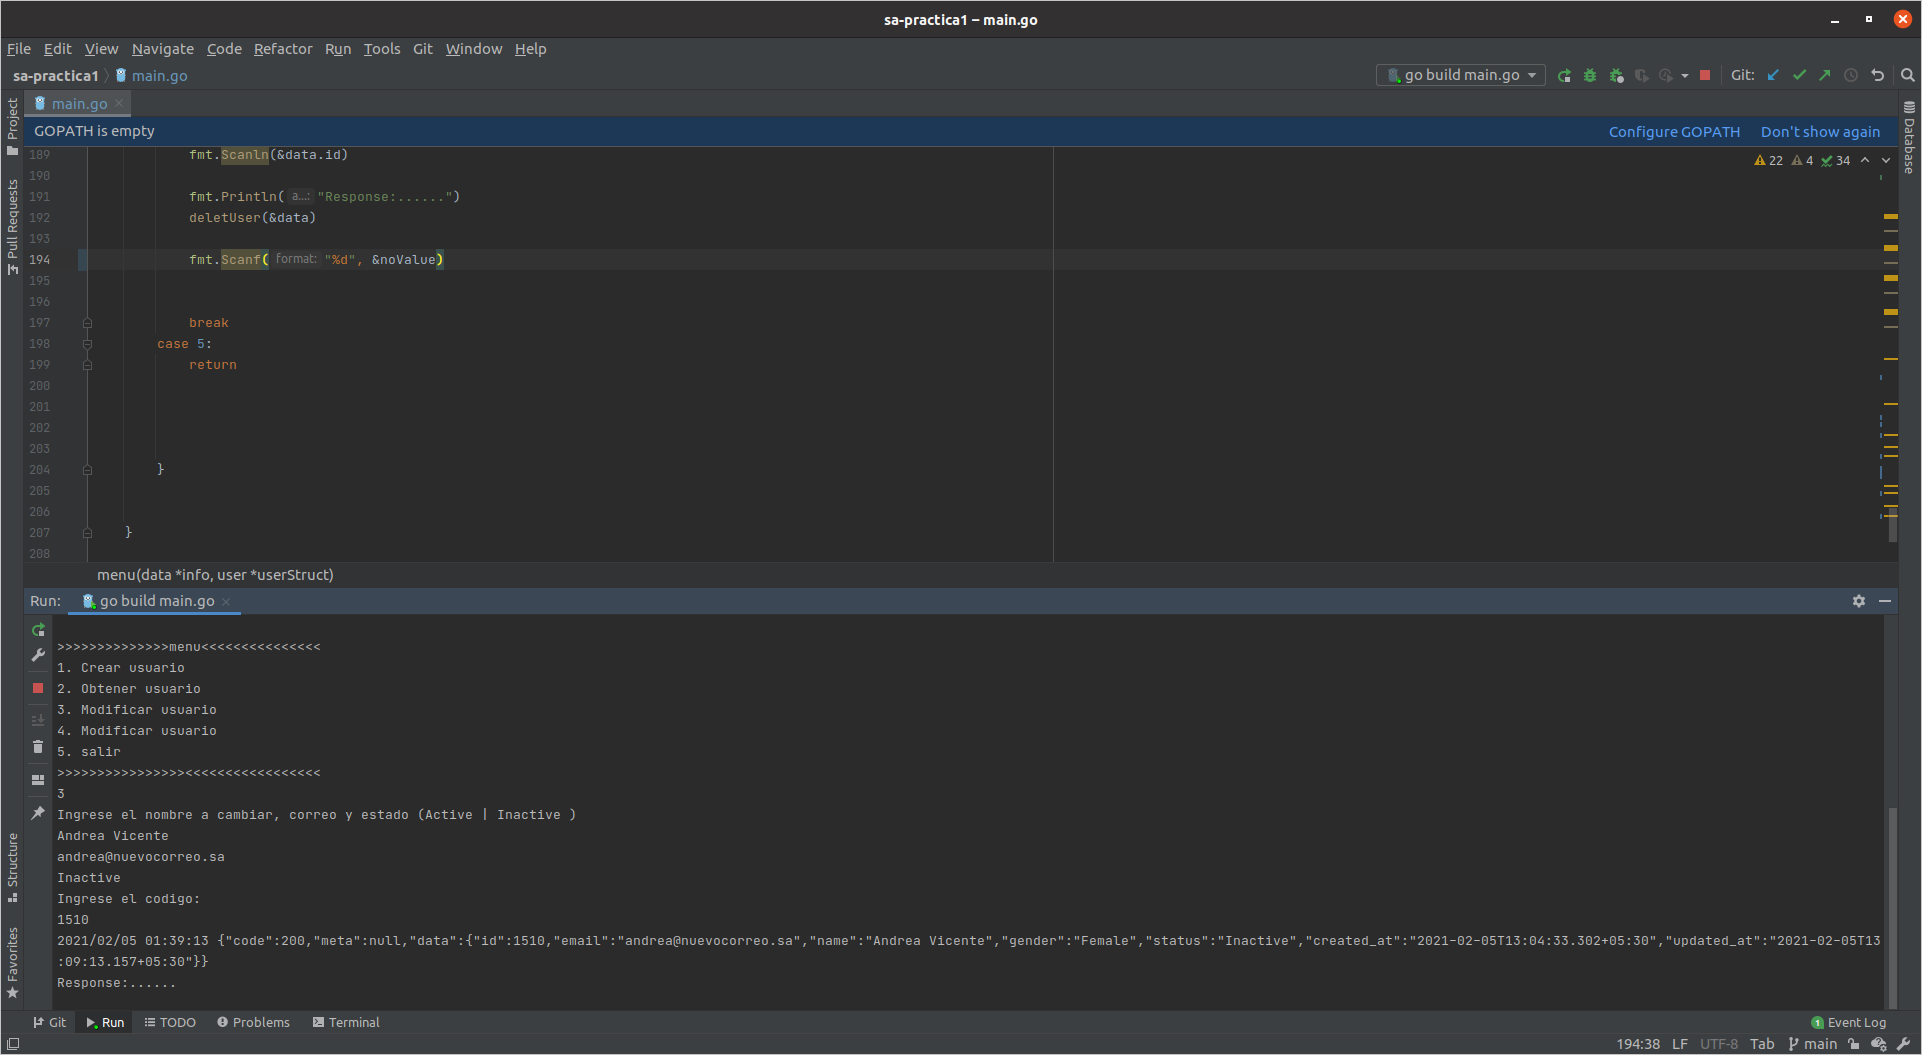 sa-practica1 – main.go
File Edit View Navigate Code Refactor Run Tools Git Window Help
sa-practica1 main.go go build main.go Git:
main.go
GOPATH is empty Configure GOPATH Don't show again
Project
Pull Requests
Structure
Favorites
Database
22 4 34
189 fmt.Scanln(&data.id)
190
191 fmt.Println( a...: "Response:......")
192 deletUser(&data)
193
194 fmt.Scanf( format: "%d", &noValue)
195
196
197 break
198 case 5:
199 return
200
201
202
203
204 }
205
206
207 }
208
menu(data *info, user *userStruct)
Run: go build main.go
>>>>>>>>>>>>>>menu<<<<<<<<<<<<<<<
1. Crear usuario
2. Obtener usuario
3. Modificar usuario
4. Modificar usuario
5. salir
>>>>>>>>>>>>>>>><<<<<<<<<<<<<<<<<
3
Ingrese el nombre a cambiar, correo y estado (Active | Inactive )
Andrea Vicente
andrea@nuevocorreo.sa
Inactive
Ingrese el codigo:
1510
2021/02/05 01:39:13 {"code":200,"meta":null,"data":{"id":1510,"email":"andrea@nuevocorreo.sa","name":"Andrea Vicente","gender":"Female","status":"Inactive","created_at":"2021-02-05T13:04:33.302+05:30","updated_at":"2021-02-05T13
:09:13.157+05:30"}}
Response:......
Git Run TODO Problems Terminal 1 Event Log
194:38 LF UTF-8 Tab main